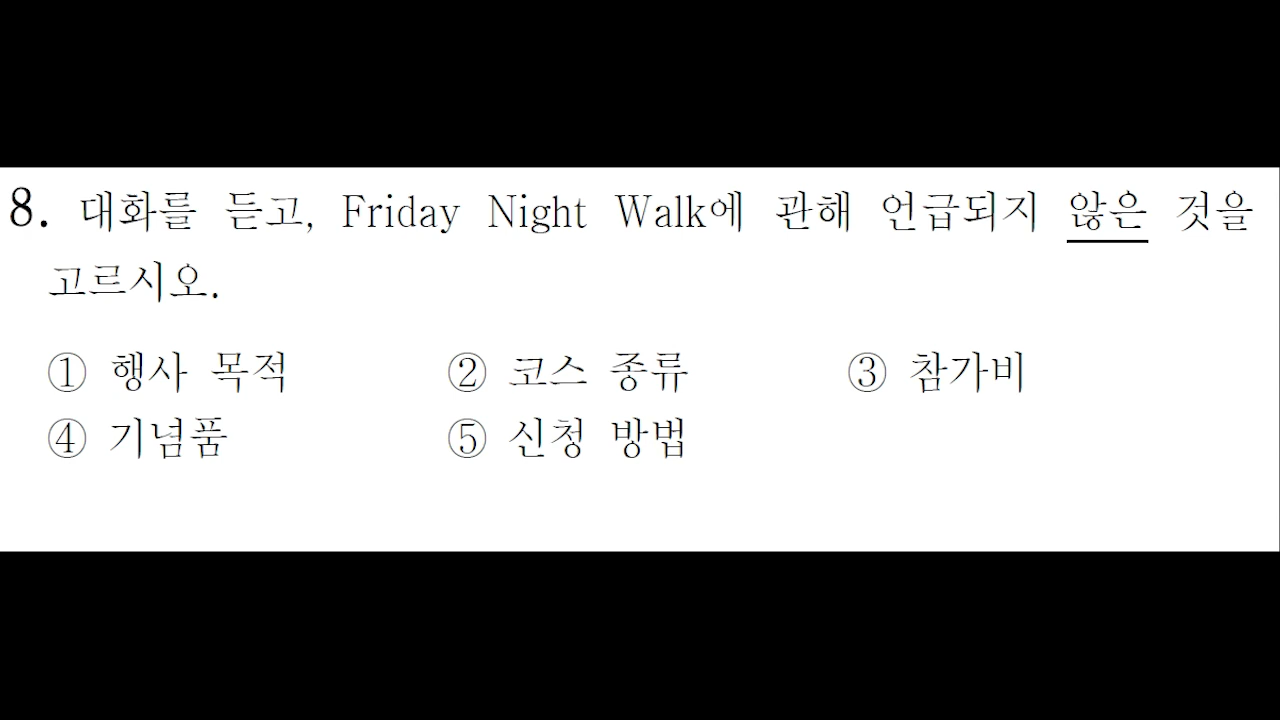 8. 대화를 듣고, Friday Night Walk에 관해 언급되지 않은 것을
고르시오.
① 행사 목적 ② 코스 종류 ③ 참가비
④ 기념품 ⑤ 신청 방법